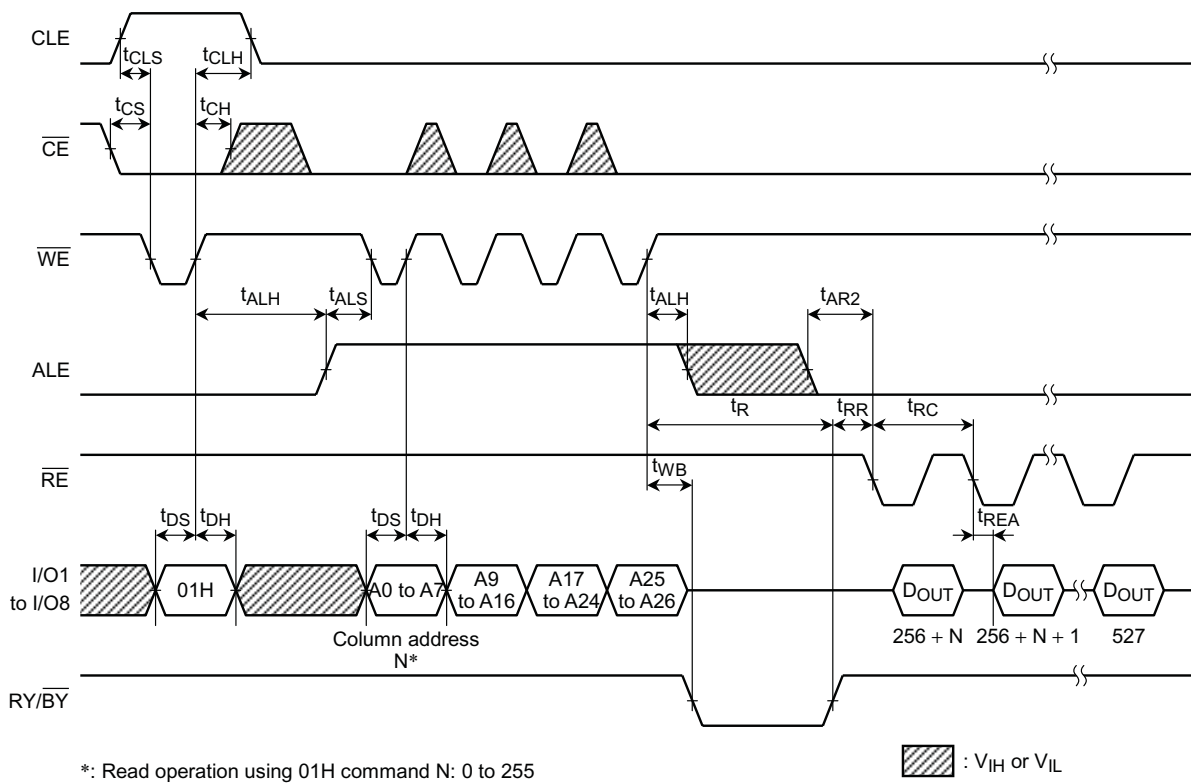 CLE
tCLS
tCLH
tCS
tCH
CE
WE
tALH
tALS
tALH
tAR2
ALE
tR
tRR
tRC
RE
tWB
tDS
tDH
tDS
tDH
tREA
I/O1
to I/O8
01H
A0 to A7
A9
to A16
A17
to A24
A25
to A26
DOUT
DOUT
DOUT
Column address
N*
256 + N
256 + N + 1
527
RY/BY
: VIH or VIL
*: Read operation using 01H command N: 0 to 255